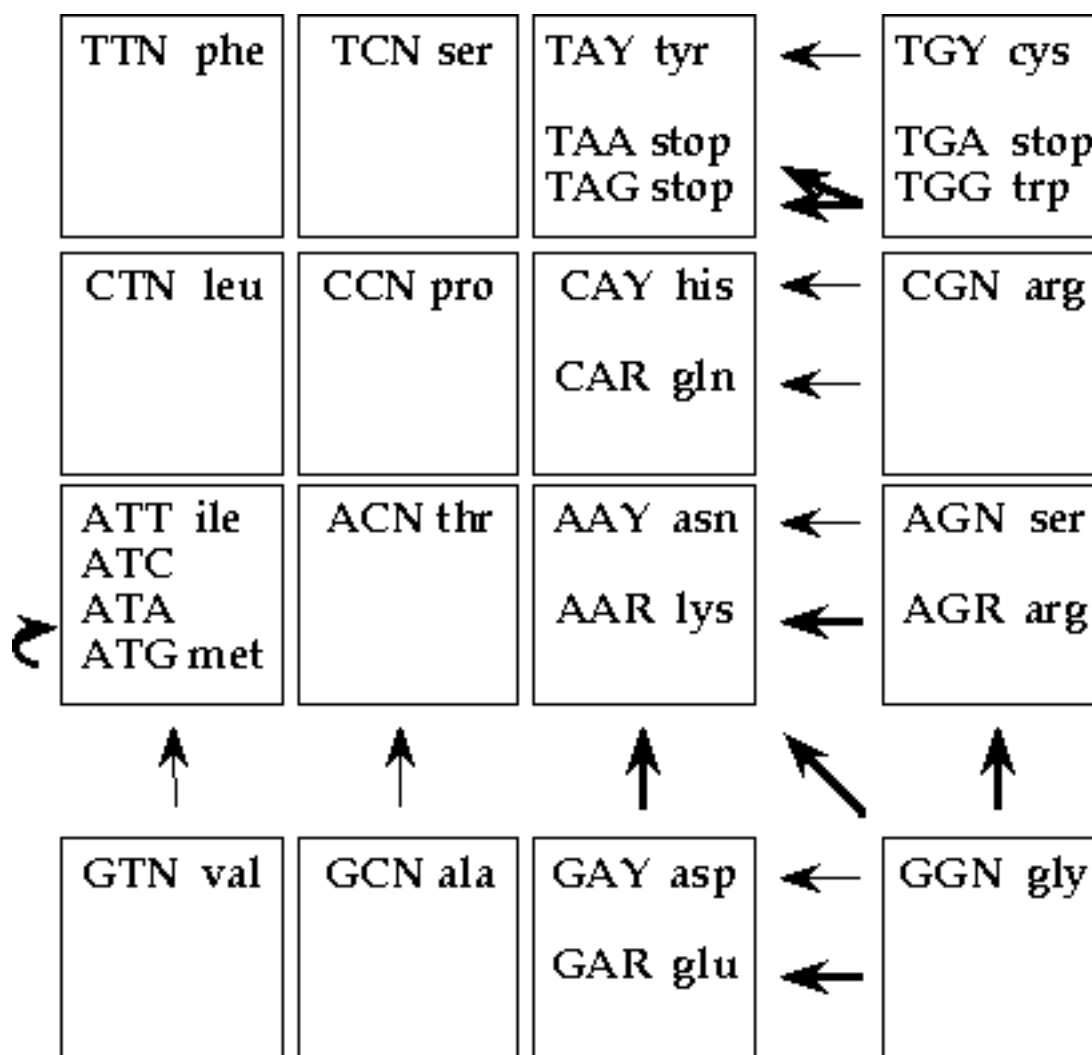 TTN phe
TCN ser
TAY tyr
TAA stop
TAG stop
TGY cys
TGA stop
TGG trp
CTN leu
CCN pro
CAY his
CAR gln
CGN arg
ATT ile
ATC
ATA
ATG met
ACN thr
AAY asn
AAR lys
AGN ser
AGR arg
GTN val
GCN ala
GAY asp
GAR glu
GGN gly